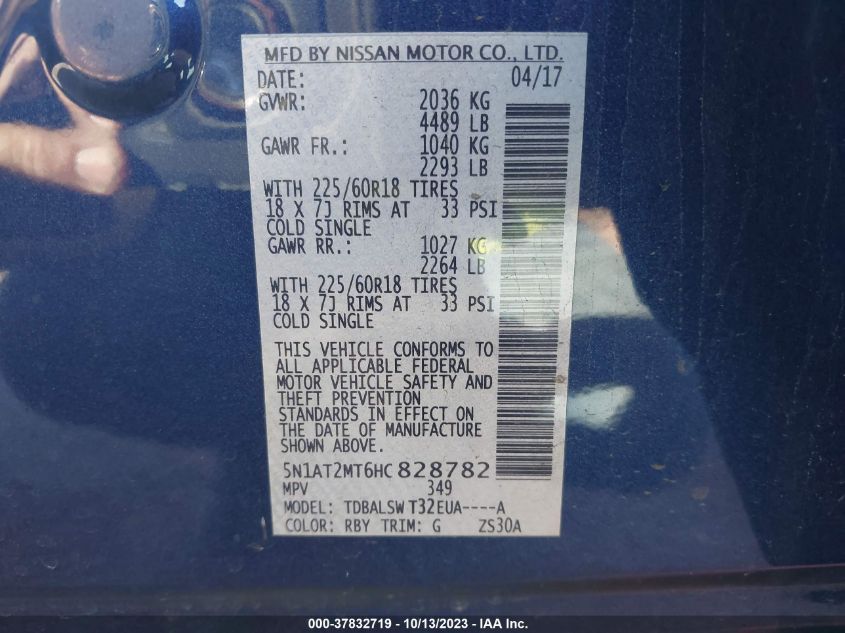 MFD BY NISSAN MOTOR CO., LTD.
DATE: 04/17
GVWR: 2036 KG
4489 LB
GAWR FR.: 1040 KG
2293 LB
WITH 225/60R18 TIRES
18 X 7J RIMS AT 33 PSI
COLD SINGLE
GAWR RR.: 1027 KG
2264 LB
WITH 225/60R18 TIRES
18 X 7J RIMS AT 33 PSI
COLD SINGLE
THIS VEHICLE CONFORMS TO
ALL APPLICABLE FEDERAL
MOTOR VEHICLE SAFETY AND
THEFT PREVENTION
STANDARDS IN EFFECT ON
THE DATE OF MANUFACTURE
SHOWN ABOVE.
5N1AT2MT6HC828782
MPV 349
MODEL: TDBALSW T32EUA----A
COLOR: RBY TRIM: G ZS30A
000-37832719 - 10/13/2023 - IAA Inc.